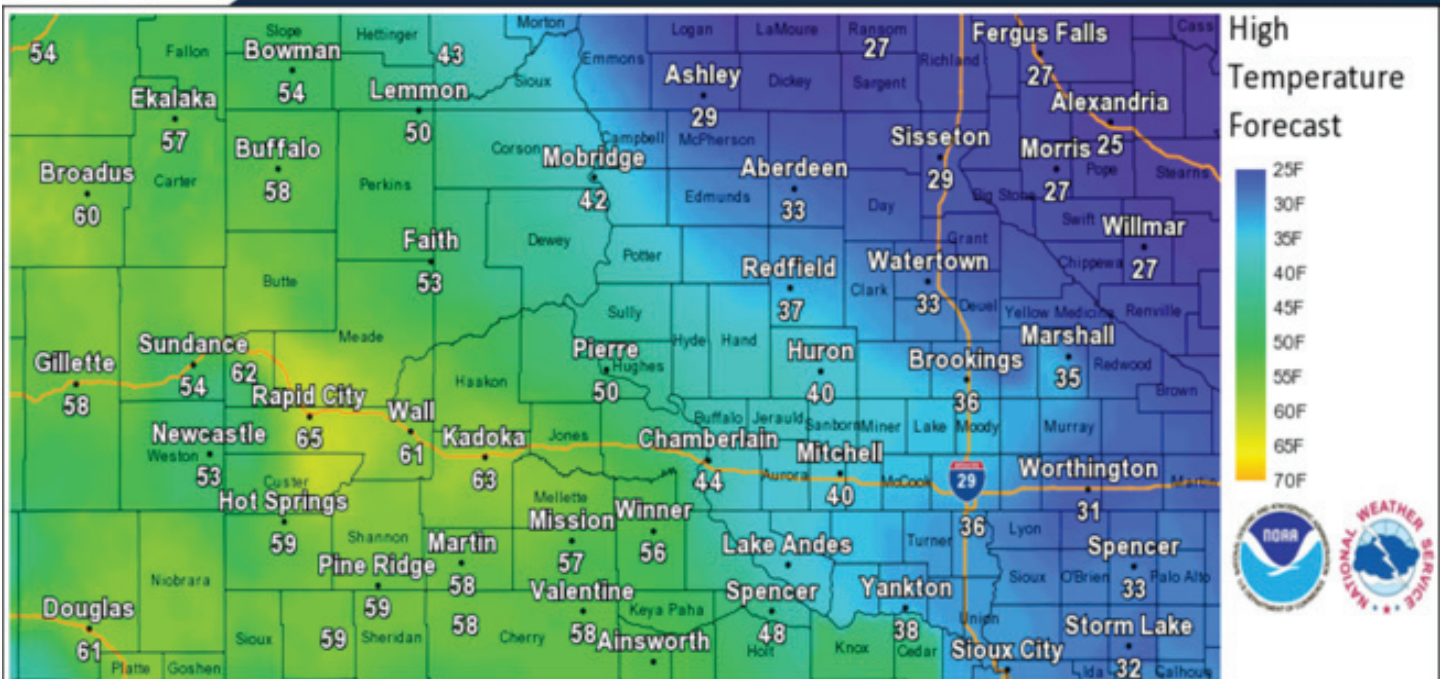 High
Temperature
Forecast
25F
30F
35F
40F
45F
50F
55F
60F
65F
70F
NOAA
NATIONAL WEATHER SERVICE
54
Fallon
Slope
Bowman
54
Hettinger
43
Morton
Sioux
Emmons
Logan
LaMoure
Ransom
27
Richland
Fergus Falls
27
Cass
Ekalaka
57
Lemmon
50
Ashley
29
Dickey
Sargent
Alexandria
25
Broadus
60
Carter
Buffalo
58
Perkins
Corson
Campbell
McPherson
Mobridge
42
Aberdeen
33
Sisseton
29
Morris
27
Pope
Stearns
Edmunds
Day
Big Stone
Swift
Willmar
27
Faith
53
Dewey
Potter
Grant
Chippewa
Butte
Redfield
37
Clark
Watertown
33
Deuel
Yellow Medicine
Renville
Meade
Sully
Hyde
Hand
Gillette
58
Sundance
54
62
Haakon
Pierre
50
Hughes
Huron
40
Brookings
36
Marshall
35
Redwood
Brown
Rapid City
65
Wall
61
Kadoka
63
Jones
Buffalo
Jerauld
Sanborn
Miner
Lake
Moody
Murray
Newcastle
53
Weston
Custer
Chamberlain
44
Aurora
Mitchell
40
McCook
29
Worthington
31
Martin
Hot Springs
59
Shannon
Mellette
Mission
57
Winner
56
36
Lyon
Niobrara
Pine Ridge
59
Martin
58
Lake Andes
Turner
Sioux
O'Brien
Spencer
33
Palo Alto
Douglas
61
Valentine
58
Keya Paha
Spencer
48
Yankton
38
Union
Storm Lake
32
Sioux
59
Sheridan
58
Cherry
Ainsworth
Holt
Knox
Cedar
Sioux City
Platte
Goshen
Ida
Calhoun